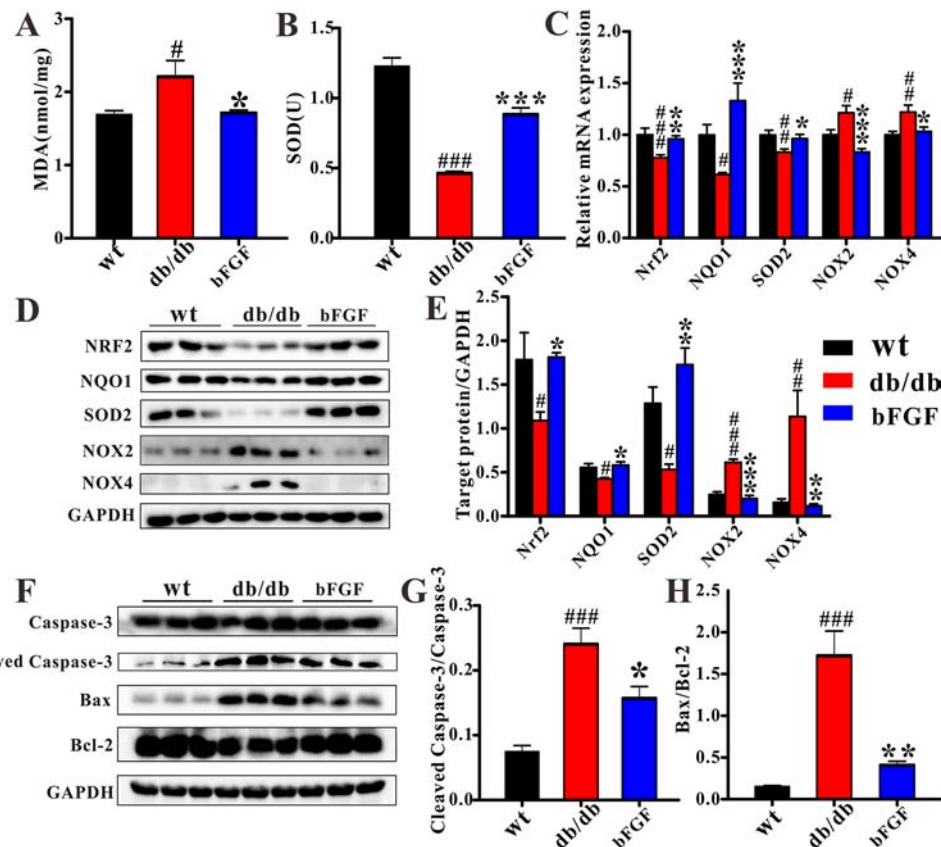 A
MDA(nmol/mg)
3
2
1
0
#
*
wt
db/db
bFGF
B
SOD(U)
1.5
1.0
0.5
0.0
###
***
wt
db/db
bFGF
C
Relative mRNA expression
2.0
1.5
1.0
0.5
0.0
###
**
#
***
##
*
#
***
##
*
Nrf2
NQO1
SOD2
NOX2
NOX4
D
wt
db/db
bFGF
NRF2
NQO1
SOD2
NOX2
NOX4
GAPDH
E
Target protein/GAPDH
2.5
2.0
1.5
1.0
0.5
0.0
#
*
#
*
#
**
###
***
##
**
Nrf2
NQO1
SOD2
NOX2
NOX4
wt
db/db
bFGF
F
wt
db/db
bFGF
Caspase-3
ved Caspase-3
Bax
Bcl-2
GAPDH
G
Cleaved Caspase-3/Caspase-3
0.3
0.2
0.1
0.0
###
*
wt
db/db
bFGF
H
Bax/Bcl-2
2.5
2.0
1.5
1.0
0.5
0.0
###
**
wt
db/db
bFGF